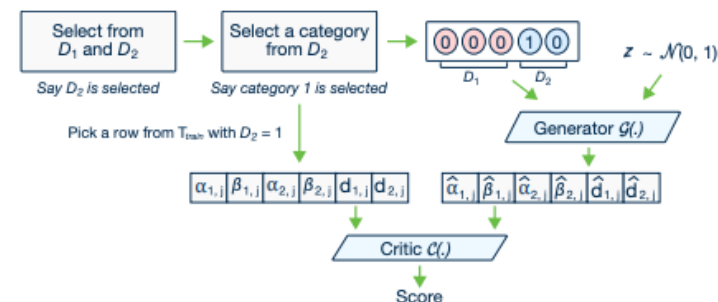 Select from
D₁ and D₂
Select a category
from D₂
0 0 0 1 0
D₁ D₂
z ~ 𝒩(0, 1)
Say D₂ is selected
Say category 1 is selected
Pick a row from T_train with D₂ = 1
Generator 𝒢(.)
α₁,ⱼ β₁,ⱼ α₂,ⱼ β₂,ⱼ d₁,ⱼ d₂,ⱼ
α̂₁,ⱼ β̂₁,ⱼ α̂₂,ⱼ β̂₂,ⱼ d̂₁,ⱼ d̂₂,ⱼ
Critic 𝒞(.)
Score